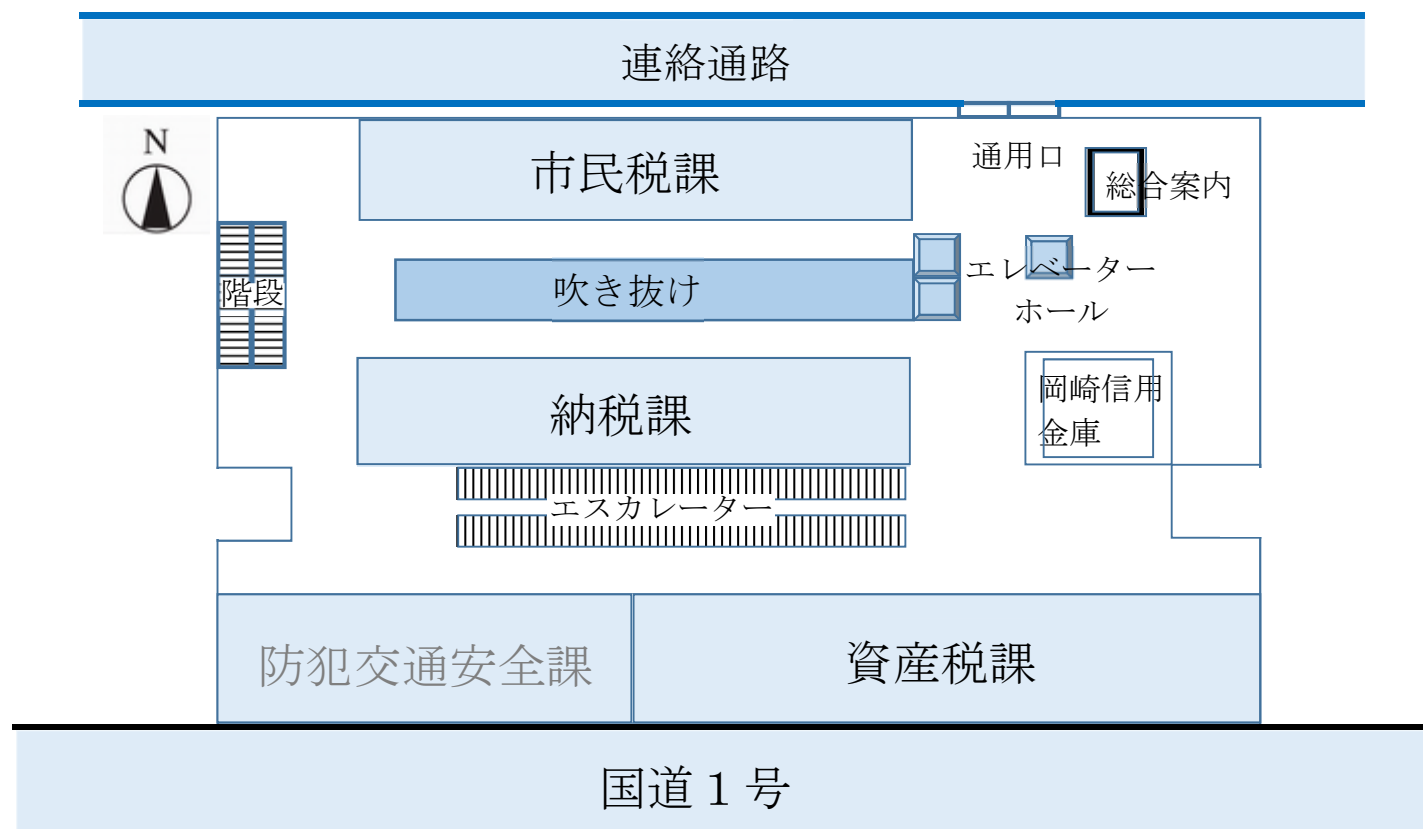 連絡通路
N
市民税課
通用口
総合案内
階段
吹き抜け
エレベーター
ホール
納税課
岡崎信用
金庫
エスカレーター
防犯交通安全課
資産税課
国道１号